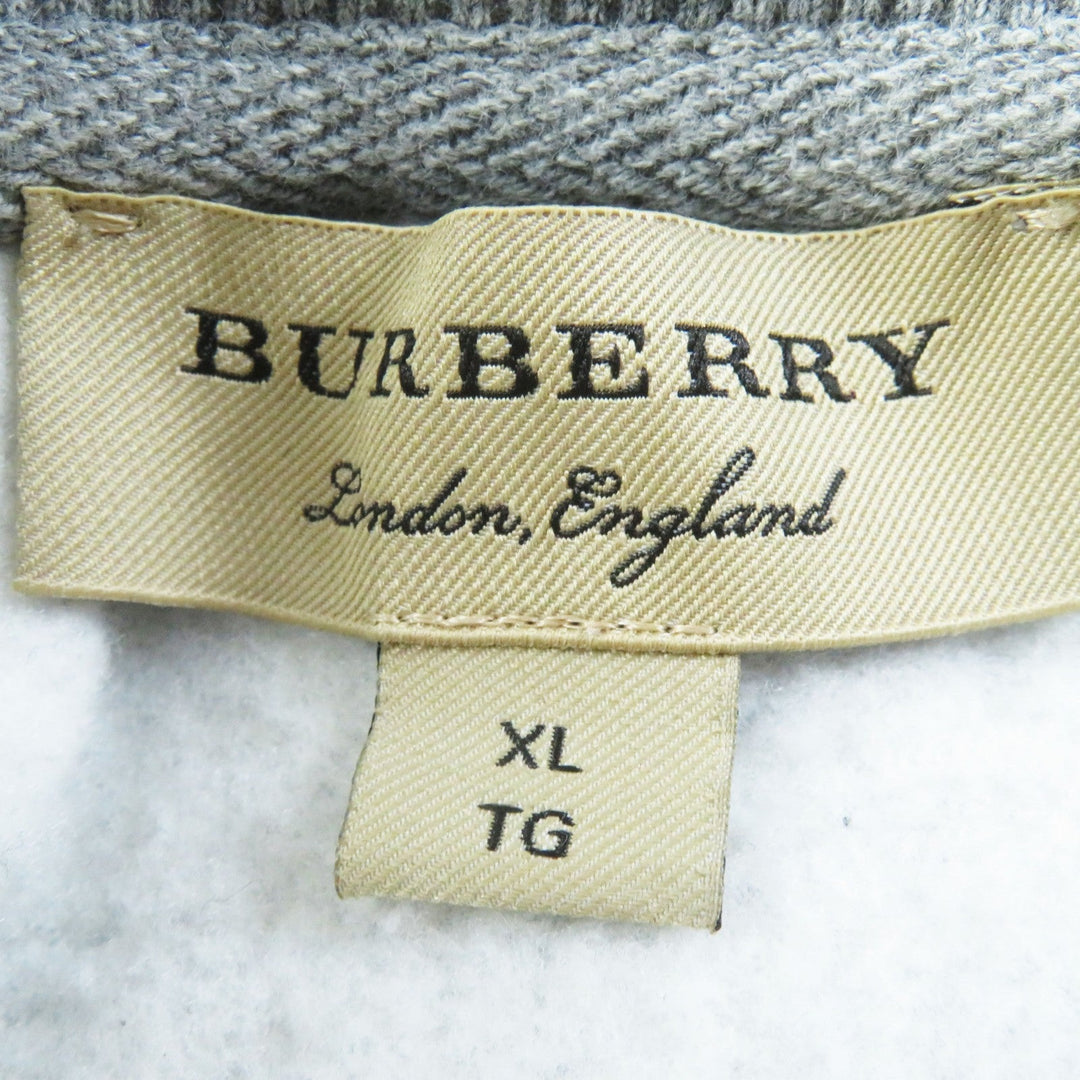 BURBERRY
London, England
XL
TG